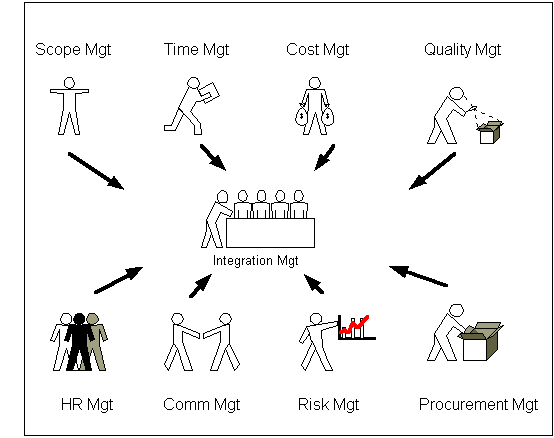 Scope Mgt
Time Mgt
Cost Mgt
Quality Mgt
$ $
Integration Mgt
HR Mgt
Comm Mgt
Risk Mgt
Procurement Mgt